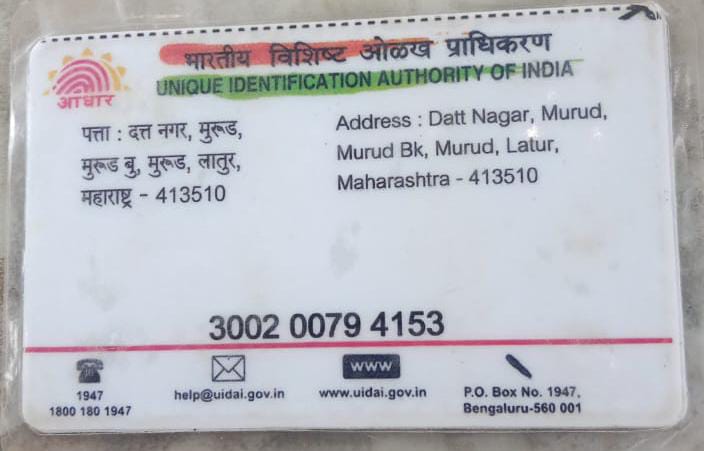 भारतीय विशिष्ट ओळख प्राधिकरण
UNIQUE IDENTIFICATION AUTHORITY OF INDIA
आधार
पत्ता : दत्त नगर, मुरूड,
मुरूड बु, मुरूड, लातुर,
महाराष्ट्र - 413510
Address : Datt Nagar, Murud,
Murud Bk, Murud, Latur,
Maharashtra - 413510
3002 0079 4153
1947
1800 180 1947
help@uidai.gov.in
www
www.uidai.gov.in
P.O. Box No. 1947,
Bengaluru-560 001